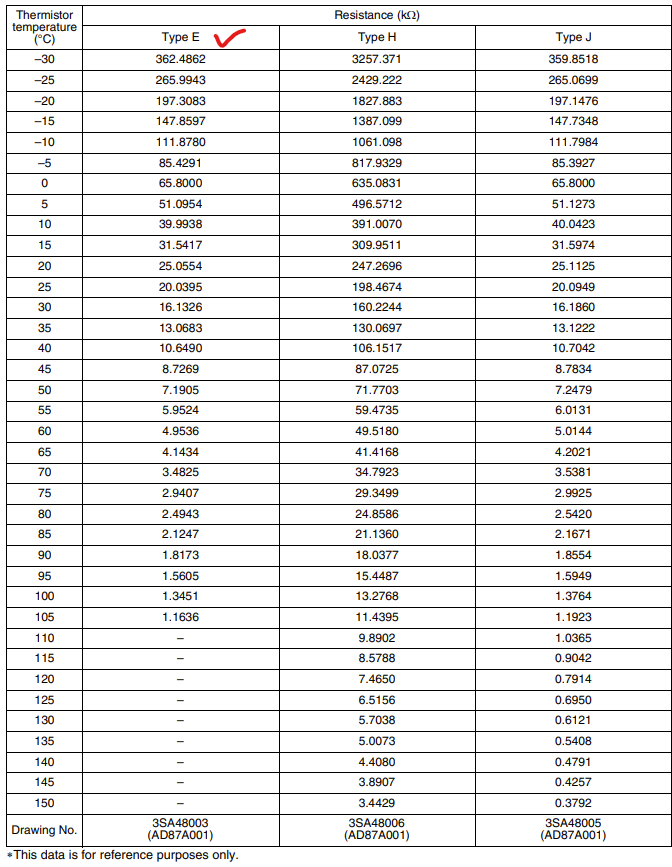 Thermistor temperature (°C) Resistance (kΩ)
Type E Type H Type J
–30 362.4862 3257.371 359.8518
–25 265.9943 2429.222 265.0699
–20 197.3083 1827.883 197.1476
–15 147.8597 1387.099 147.7348
–10 111.8780 1061.098 111.7984
–5 85.4291 817.9329 85.3927
0 65.8000 635.0831 65.8000
5 51.0954 496.5712 51.1273
10 39.9938 391.0070 40.0423
15 31.5417 309.9511 31.5974
20 25.0554 247.2696 25.1125
25 20.0395 198.4674 20.0949
30 16.1326 160.2244 16.1860
35 13.0683 130.0697 13.1222
40 10.6490 106.1517 10.7042
45 8.7269 87.0725 8.7834
50 7.1905 71.7703 7.2479
55 5.9524 59.4735 6.0131
60 4.9536 49.5180 5.0144
65 4.1434 41.4168 4.2021
70 3.4825 34.7923 3.5381
75 2.9407 29.3499 2.9925
80 2.4943 24.8586 2.5420
85 2.1247 21.1360 2.1671
90 1.8173 18.0377 1.8554
95 1.5605 15.4487 1.5949
100 1.3451 13.2768 1.3764
105 1.1636 11.4395 1.1923
110 – 9.8902 1.0365
115 – 8.5788 0.9042
120 – 7.4650 0.7914
125 – 6.5156 0.6950
130 – 5.7038 0.6121
135 – 5.0073 0.5408
140 – 4.4080 0.4791
145 – 3.8907 0.4257
150 – 3.4429 0.3792
Drawing No. 3SA48003 (AD87A001) 3SA48006 (AD87A001) 3SA48005 (AD87A001)
*This data is for reference purposes only.